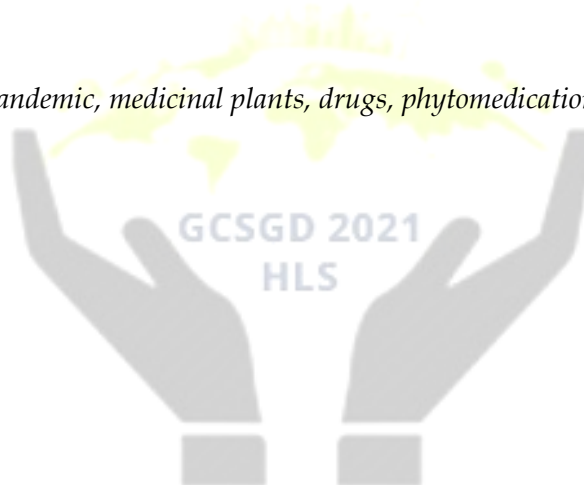 andemic, medicinal plants, drugs, phytomedication
GCSGD 2021
HLS